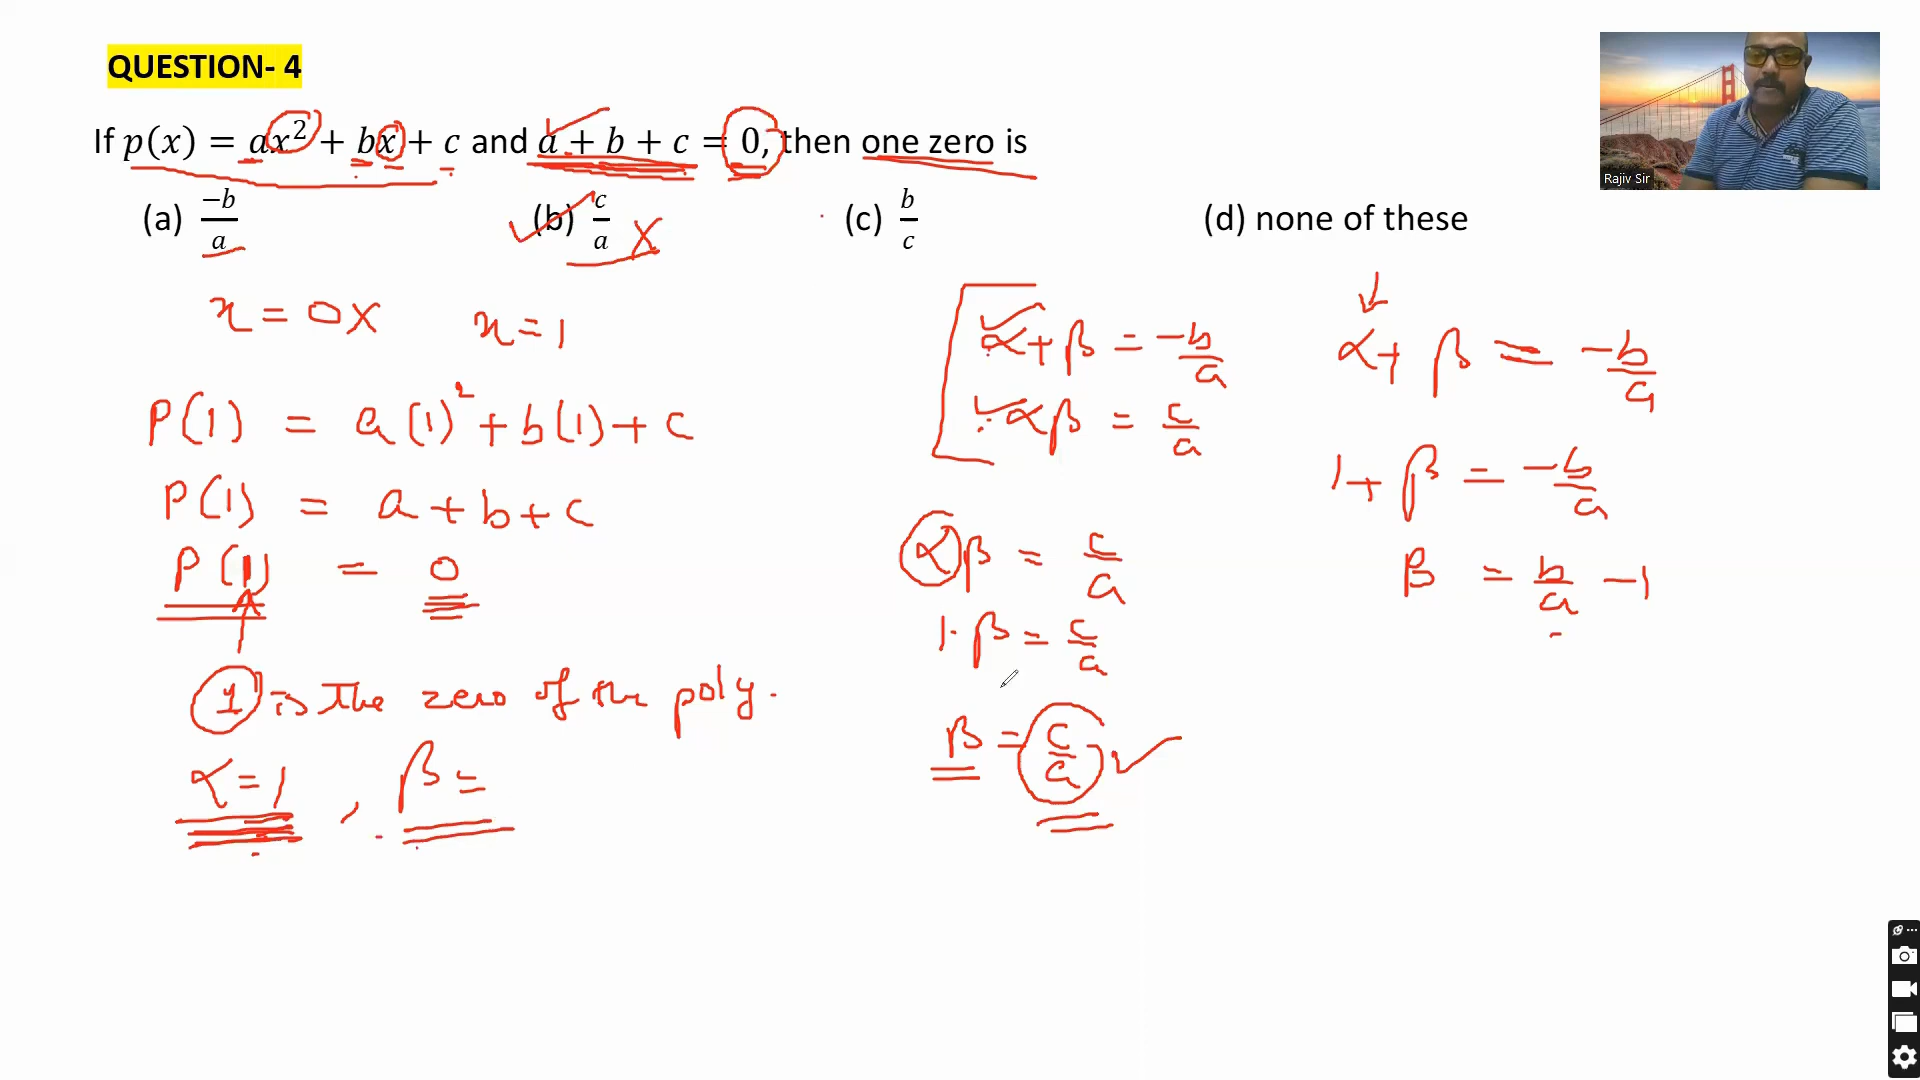 QUESTION- 4
If p(x) = ax² + bx + c and a + b + c = 0, then one zero is
(a) −b/a (b) c/a x (c) b/c (d) none of these
Rajiv Sir
x = 0 x x = 1
P(1) = a(1)² + b(1) + c
P(1) = a + b + c
P(1) = 0
1 is the zero of the poly.
α = 1, β =
α + β = −b/a
αβ = c/a
αβ = c/a
1·β = c/a
β = c/a
α + β = −b/a
1 + β = −b/a
β = b/a − 1